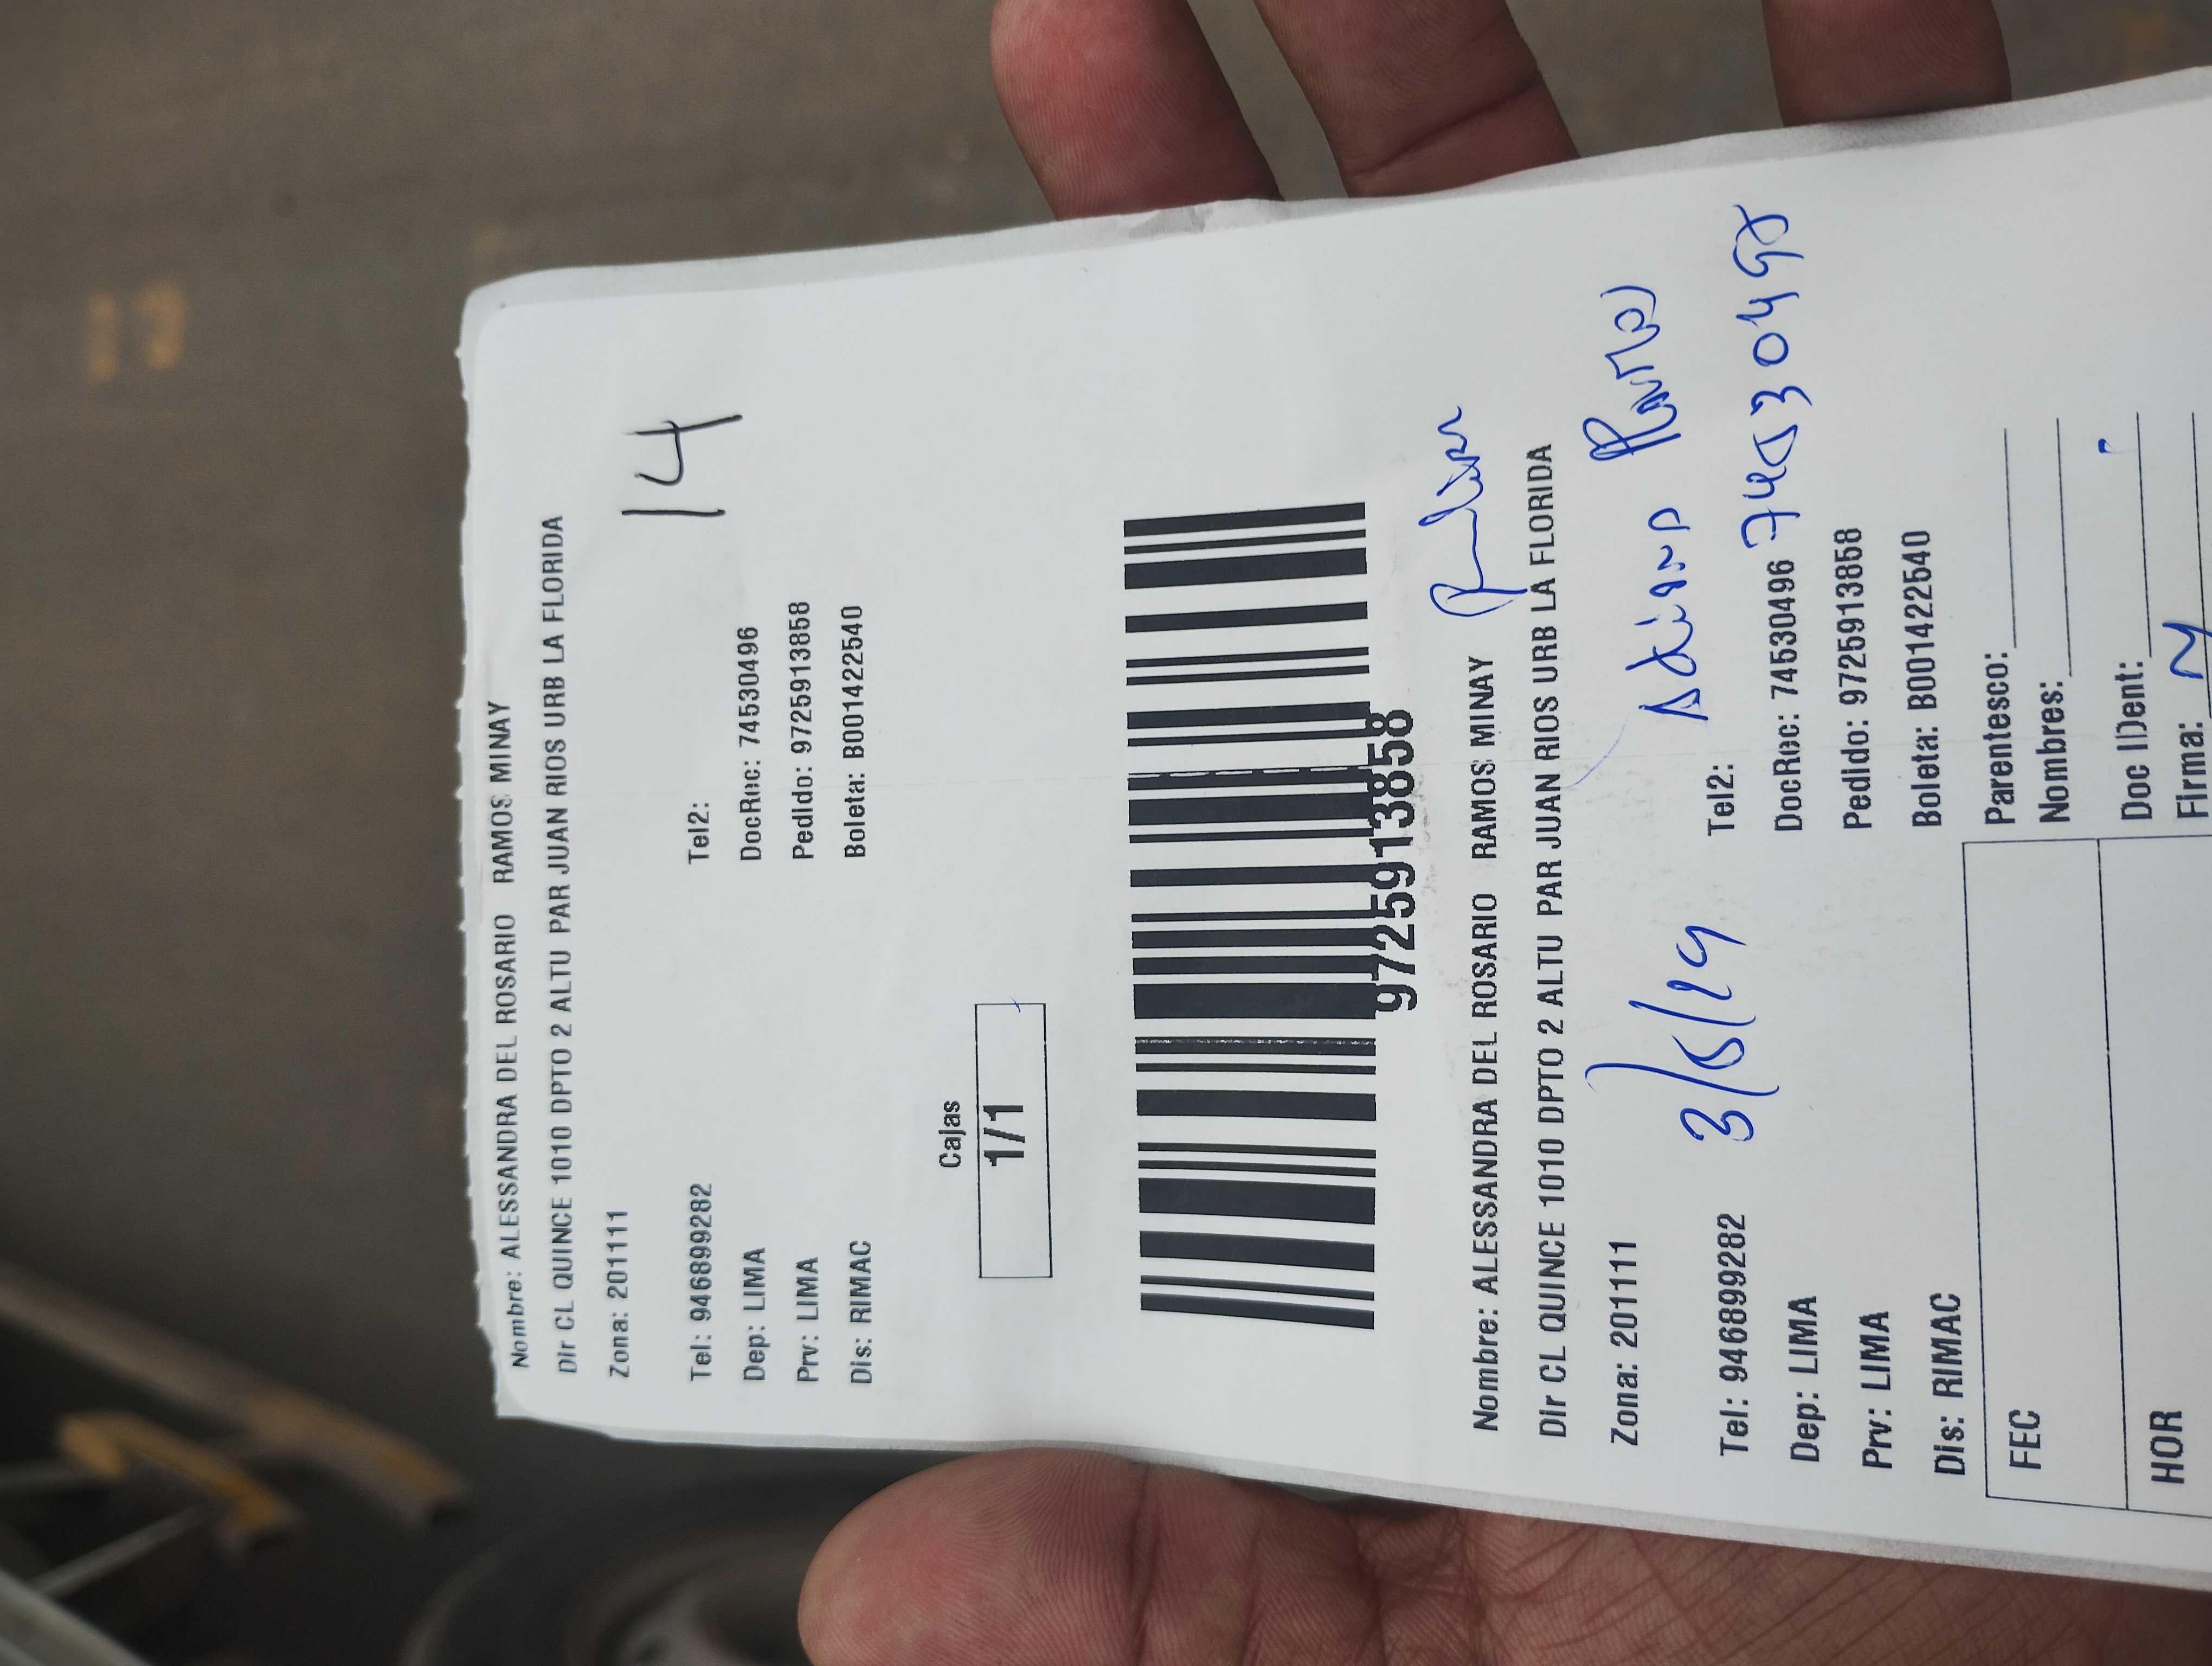 Nombre: ALESSANDRA DEL ROSARIO RAMOS MINAY
Dir CL QUINCE 1010 DPTO 2 ALTU PAR JUAN RIOS URB LA FLORIDA
Zona: 201111
14
Tel: 946899282 Tel2:
Dep: LIMA DocRec: 74530496
Prv: LIMA Pedido: 9725913858
Dis: RIMAC Boleta: B001422540
Cajas
1/1
9725913858
Nombre: ALESSANDRA DEL ROSARIO RAMOS MINAY
Dir CL QUINCE 1010 DPTO 2 ALTU PAR JUAN RIOS URB LA FLORIDA
Zona: 201111
Tel: 946899282 Tel2:
Dep: LIMA DocRec: 74530496
Prv: LIMA Pedido: 9725913858
Dis: RIMAC Boleta: B001422540
FEC Parentesco:
Nombres:
HOR Doc IDent:
Firma: